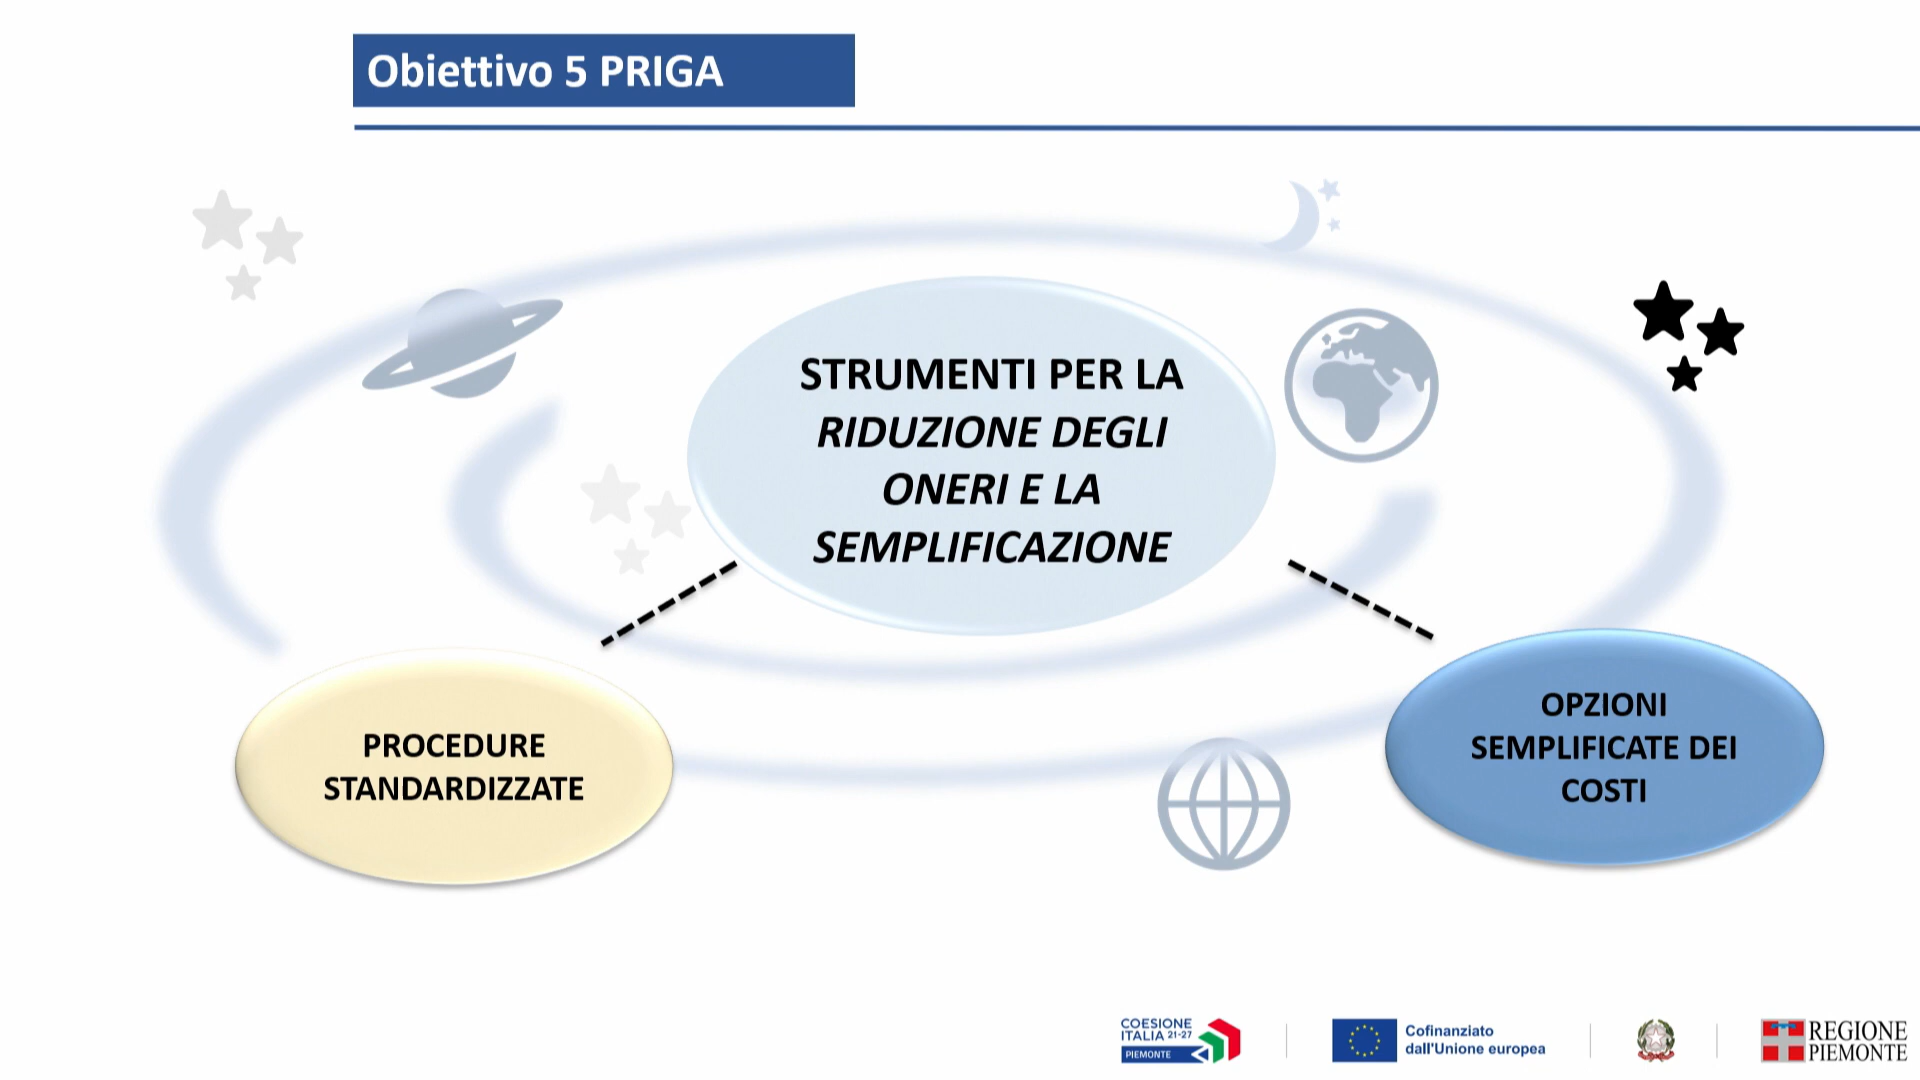 Obiettivo 5 PRIGA
STRUMENTI PER LA
RIDUZIONE DEGLI
ONERI E LA
SEMPLIFICAZIONE
PROCEDURE
STANDARDIZZATE
OPZIONI
SEMPLIFICATE DEI
COSTI
COESIONE
ITALIA 21-27
PIEMONTE
Cofinanziato
dall'Unione europea
REGIONE
PIEMONTE